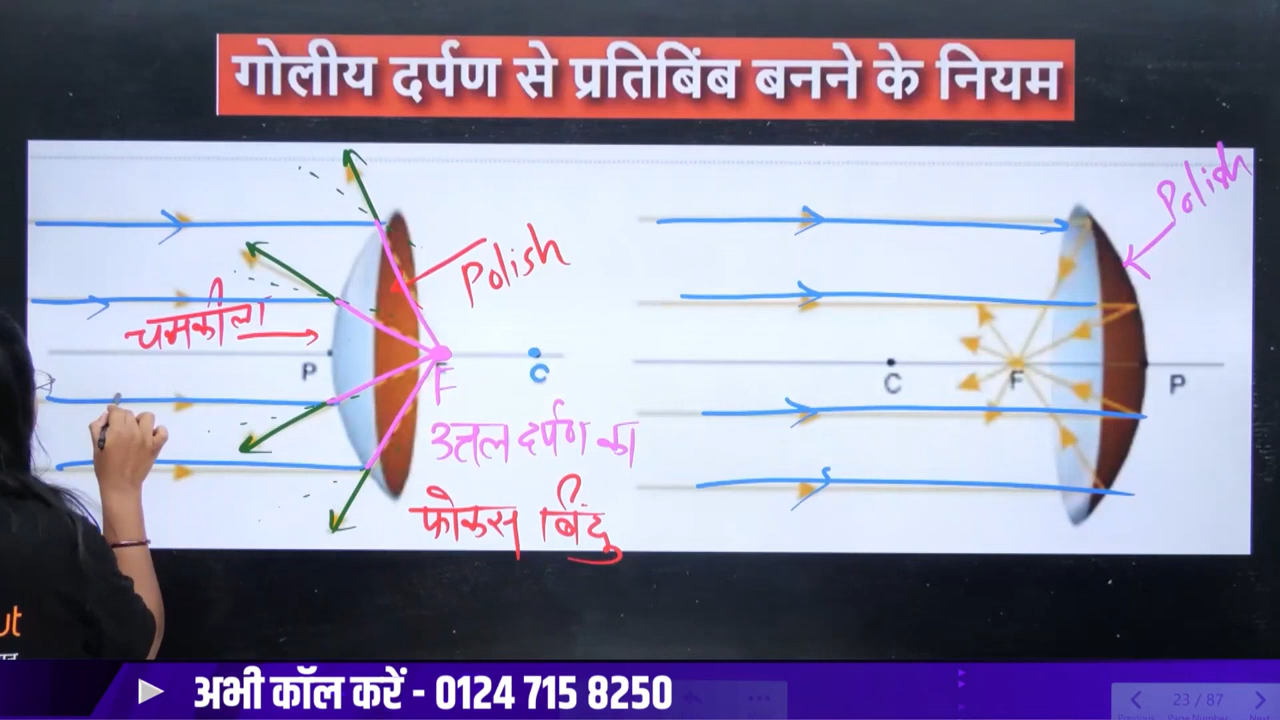 गोलीय दर्पण से प्रतिबिंब बनने के नियम
Polish
Polish
चमकीला
P
F
C
C
F
P
उत्तल दर्पण का
फोकस बिंदु
ut
अभी कॉल करें - 0124 715 8250
23 / 87